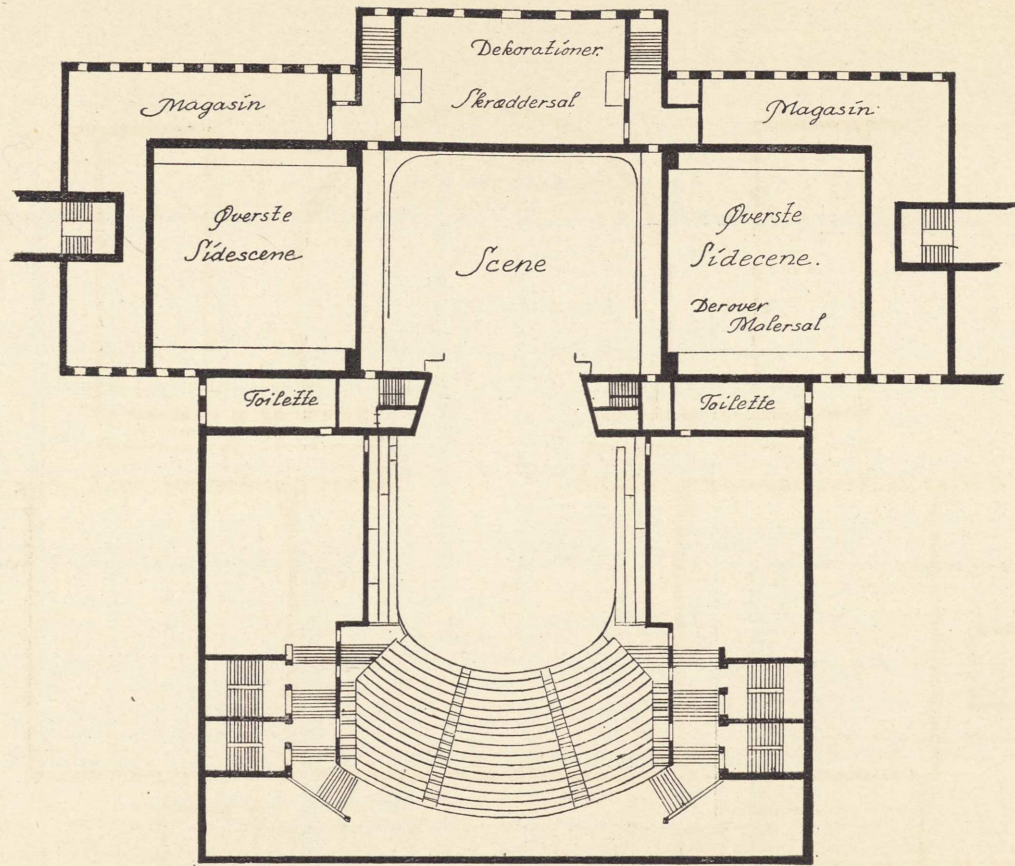 Dekorationer.
Skræddersal
Magasin
Magasin
Øverste
Sidescene
Scene
Øverste
Sidecene.
Derover
Malersal
Toilette
Toilette